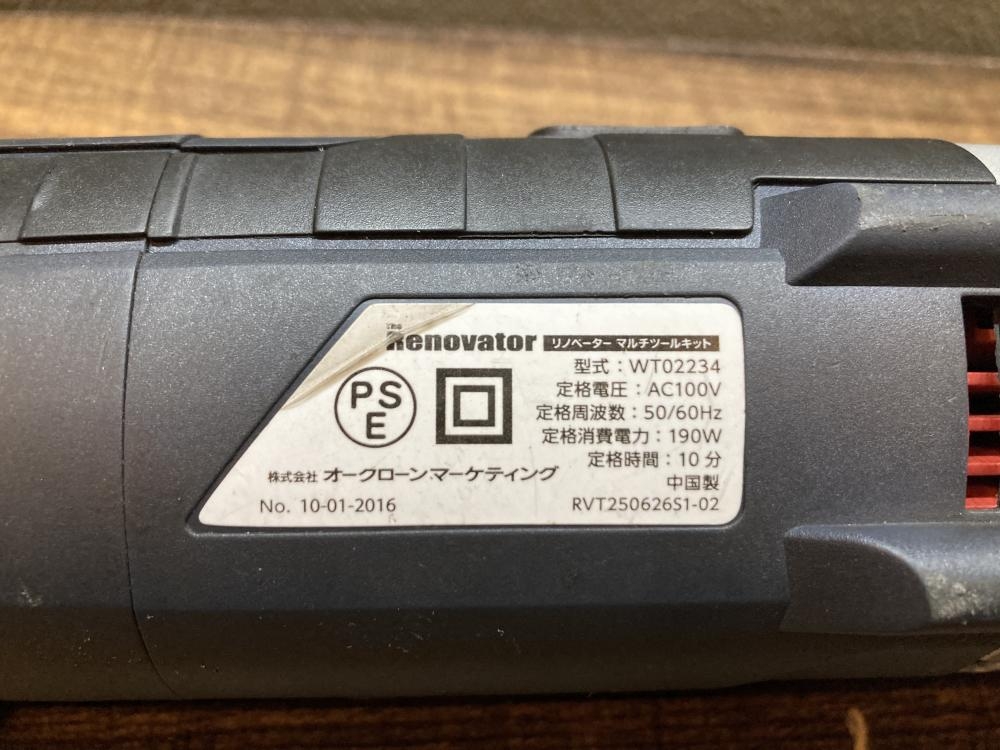 THE
Renovator リノベーター マルチツールキット
型式：WT02234
定格電圧：AC100V
定格周波数：50/60Hz
定格消費電力：190W
定格時間：10分
中国製
RVT250626S1-02
PS
E
株式会社 オークローンマーケティング
No. 10-01-2016